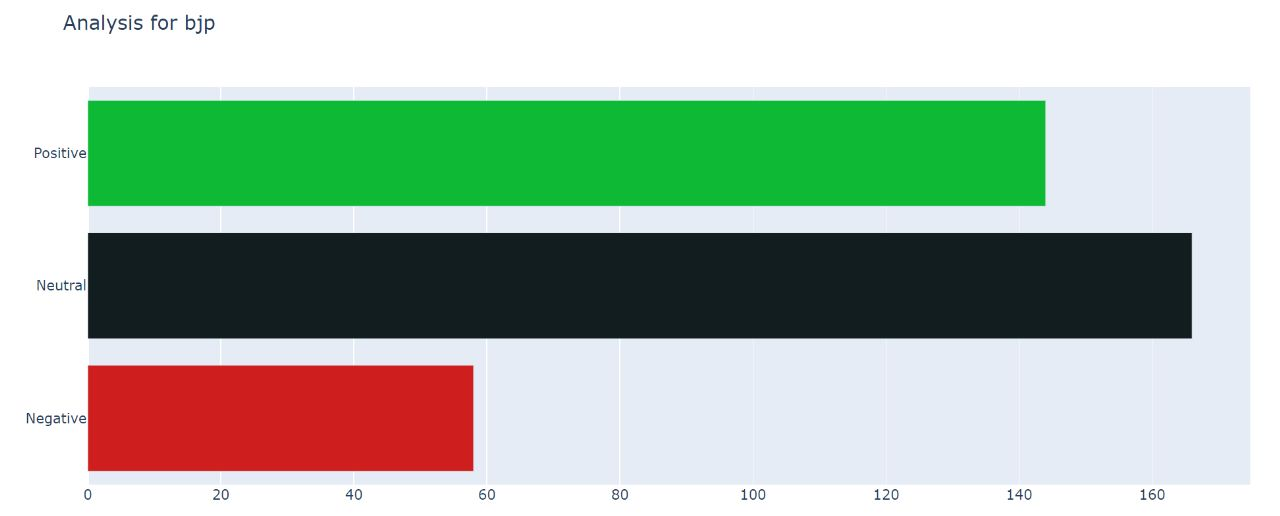 Analysis for bjp
Positive
Neutral
Negative
0 20 40 60 80 100 120 140 160